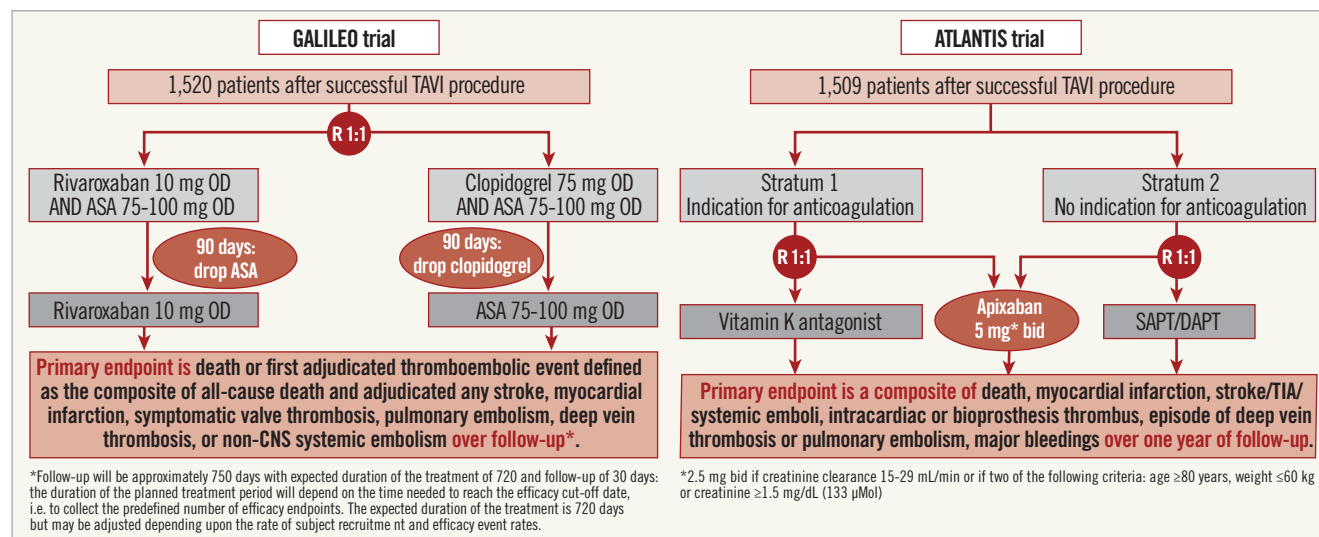 GALILEO trial
1,520 patients after successful TAVI procedure
R 1:1
Rivaroxaban 10 mg OD
AND ASA 75-100 mg OD
Clopidogrel 75 mg OD
AND ASA 75-100 mg OD
90 days:
drop ASA
90 days:
drop clopidogrel
Rivaroxaban 10 mg OD
ASA 75-100 mg OD
Primary endpoint is death or first adjudicated thromboembolic event defined
as the composite of all-cause death and adjudicated any stroke, myocardial
infarction, symptomatic valve thrombosis, pulmonary embolism, deep vein
thrombosis, or non-CNS systemic embolism over follow-up*.
*Follow-up will be approximately 750 days with expected duration of the treatment of 720 and follow-up of 30 days:
the duration of the planned treatment period will depend on the time needed to reach the efficacy cut-off date,
i.e. to collect the predefined number of efficacy endpoints. The expected duration of the treatment is 720 days
but may be adjusted depending upon the rate of subject recruitme nt and efficacy event rates.
ATLANTIS trial
1,509 patients after successful TAVI procedure
Stratum 1
Indication for anticoagulation
Stratum 2
No indication for anticoagulation
R 1:1
R 1:1
Vitamin K antagonist
Apixaban
5 mg* bid
SAPT/DAPT
Primary endpoint is a composite of death, myocardial infarction, stroke/TIA/
systemic emboli, intracardiac or bioprosthesis thrombus, episode of deep vein
thrombosis or pulmonary embolism, major bleedings over one year of follow-up.
*2.5 mg bid if creatinine clearance 15-29 mL/min or if two of the following criteria: age ≥80 years, weight ≤60 kg
or creatinine ≥1.5 mg/dL (133 µMol)